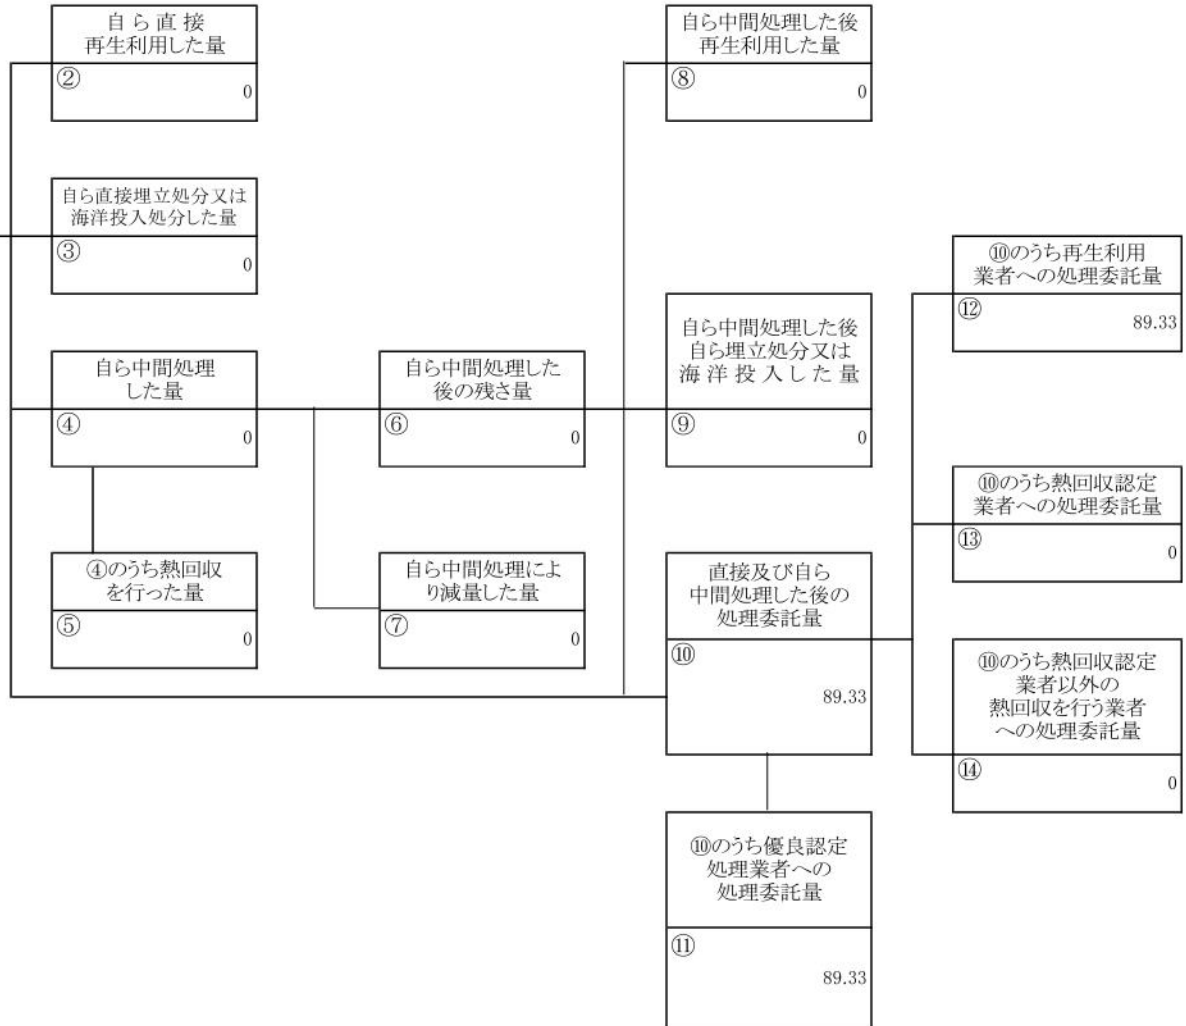 自 ら 直 接
再生利用した量
②
0
自ら直接埋立処分又は
海洋投入処分した量
③
0
自ら中間処理
した量
④
0
④のうち熱回収
を行った量
⑤
0
自ら中間処理した
後の残さ量
⑥
0
自ら中間処理によ
り減量した量
⑦
0
自ら中間処理した後
再生利用した量
⑧
0
自ら中間処理した後
自ら埋立処分又は
海 洋 投 入 し た 量
⑨
0
直接及び自ら
中間処理した後の
処理委託量
⑩
89.33
⑩のうち優良認定
処理業者への
処理委託量
⑪
89.33
⑩のうち再生利用
業者への処理委託量
⑫
89.33
⑩のうち熱回収認定
業者への処理委託量
⑬
0
⑩のうち熱回収認定
業者以外の
熱回収を行う業者
への処理委託量
⑭
0